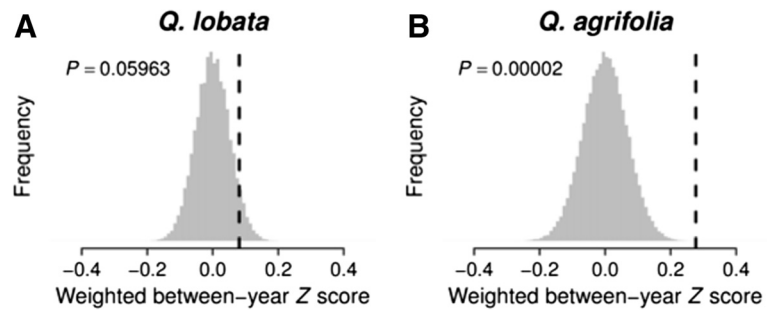 A
Q. lobata
P = 0.05963
Frequency
−0.4 −0.2 0.0 0.2 0.4
Weighted between−year Z score
B
Q. agrifolia
P = 0.00002
Frequency
−0.4 −0.2 0.0 0.2 0.4
Weighted between−year Z score